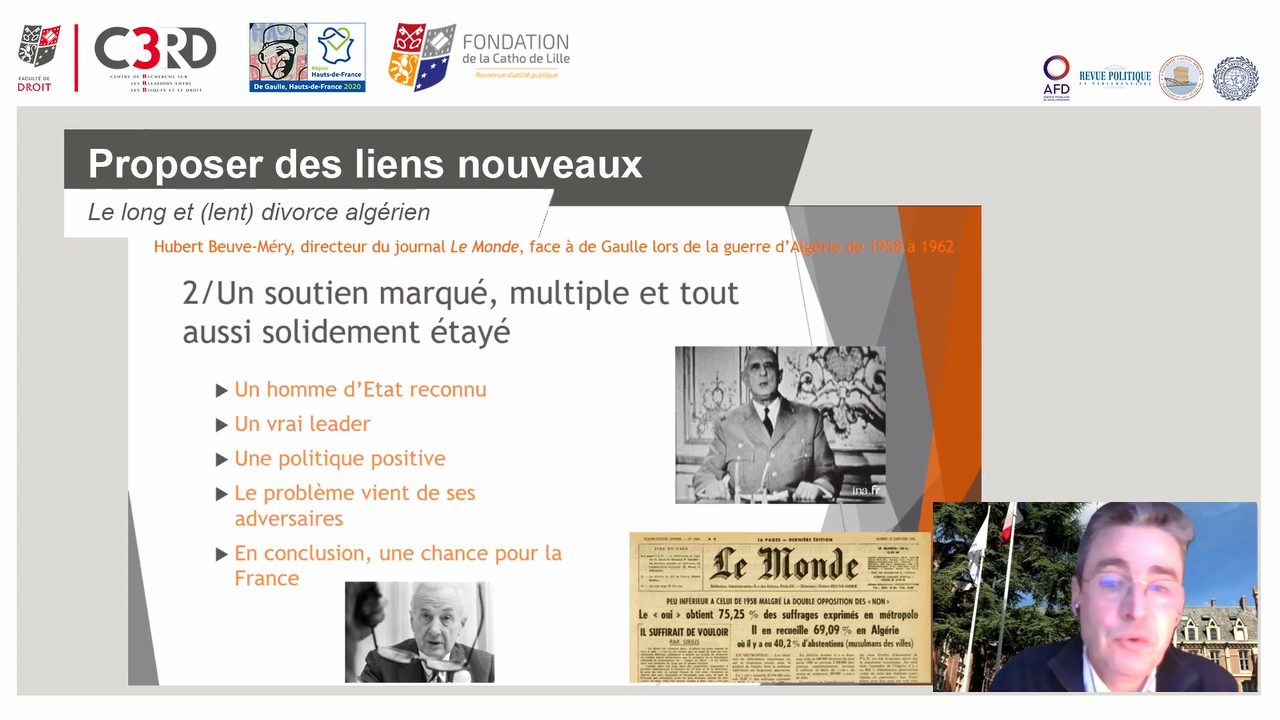 FACULTÉ DE
DROIT
C3RD
CENTRE DE RECHERCHE SUR
LES RELATIONS ENTRE
LES RISQUES ET LE DROIT
Région
Hauts-de-France
De Gaulle, Hauts-de-France 2020
FONDATION
de la Catho de Lille
Reconnue d'utilité publique
AFD
REVUE POLITIQUE
ET PARLEMENTAIRE
Proposer des liens nouveaux
Le long et (lent) divorce algérien
Hubert Beuve-Méry, directeur du journal Le Monde, face à de Gaulle lors de la guerre d'Algérie de 1958 à 1962
2/Un soutien marqué, multiple et tout
aussi solidement étayé
Un homme d'Etat reconnu
Un vrai leader
Une politique positive
Le problème vient de ses
adversaires
En conclusion, une chance pour la
France
ina.fr
14 PAGES — DERNIÈRE ÉDITION
Le Monde
PEU INFÉRIEUR A CELUI DE 1958 MALGRÉ LA DOUBLE OPPOSITION DES « NON »
Le « oui » obtient 75,25 % des suffrages exprimés en métropole
IL SUFFIRAIT DE VOULOIR
PAR SIRIUS
Il en recueille 69,09 % en Algérie
où il y a eu 40,2 % d'abstentions (musulmans des villes)